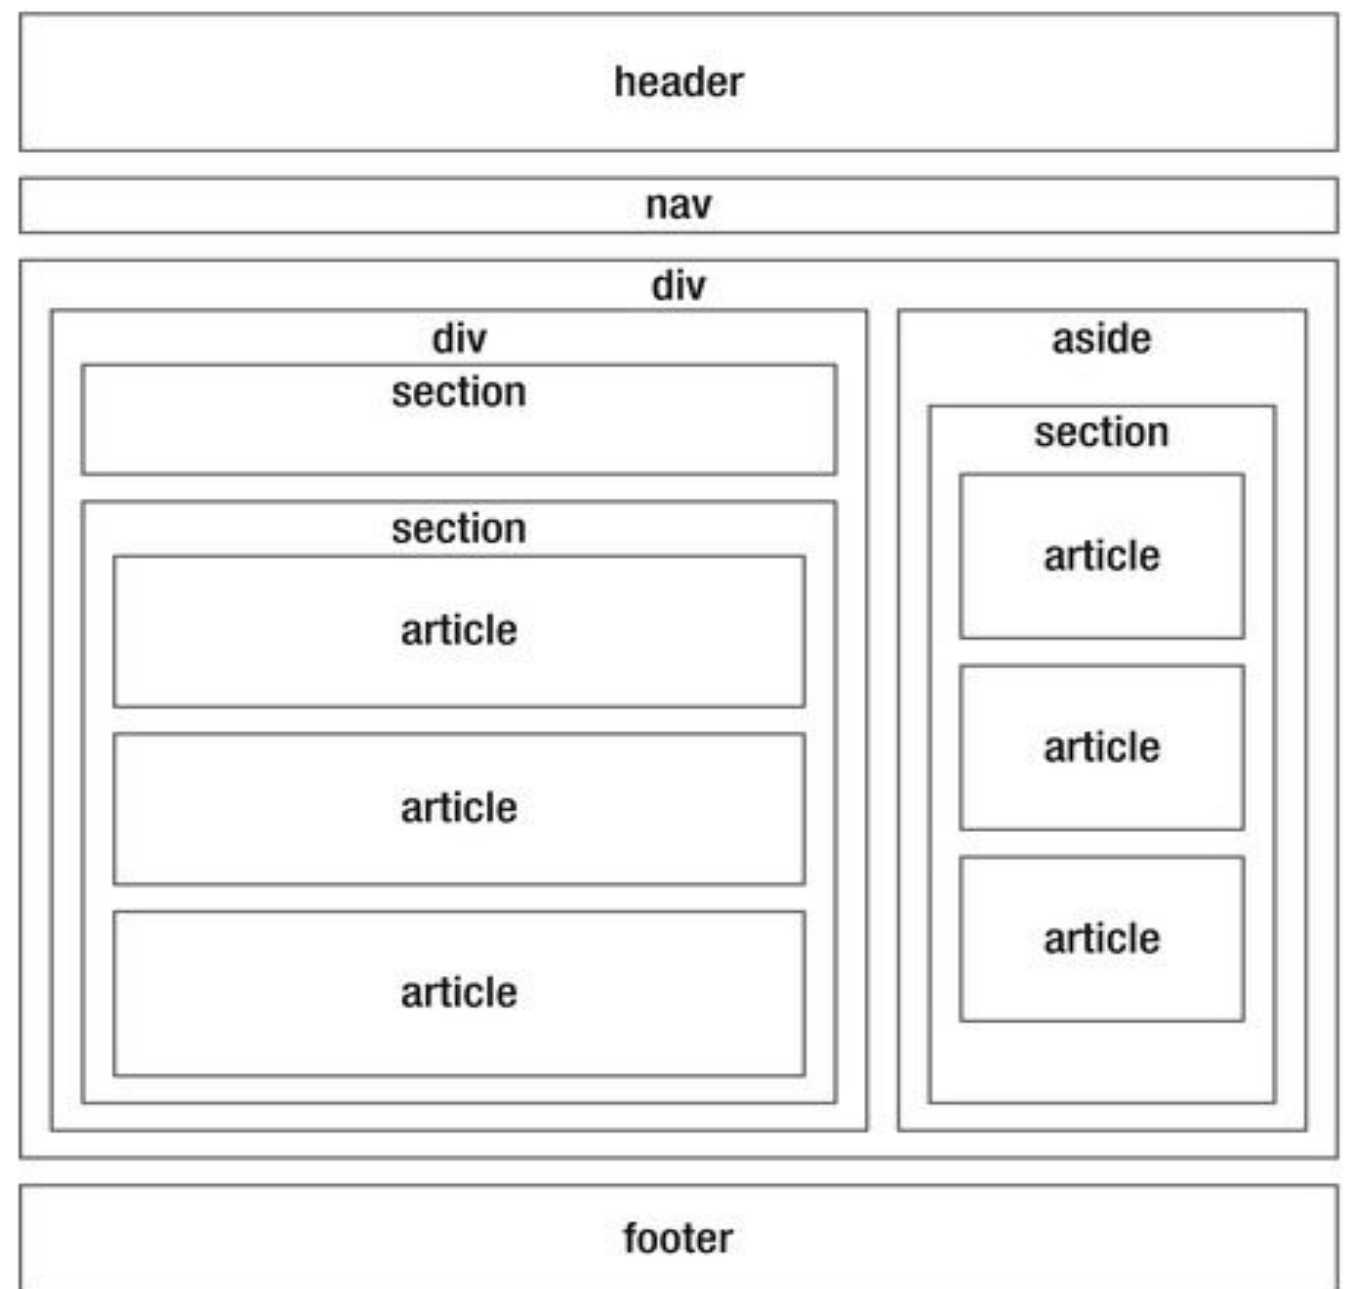 header
nav
div
div
section
section
article
article
article
aside
section
article
article
article
footer